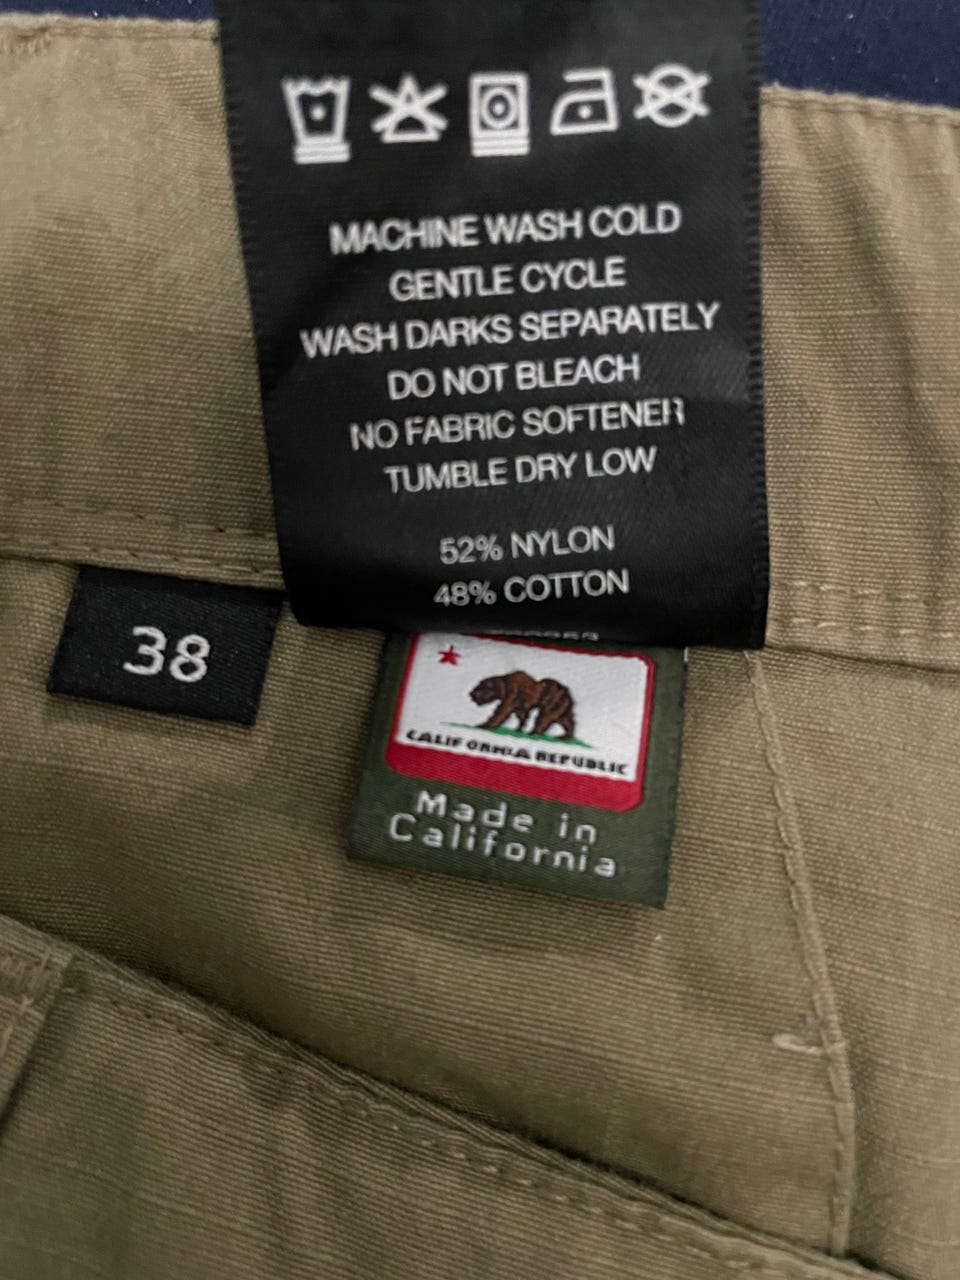 MACHINE WASH COLD
GENTLE CYCLE
WASH DARKS SEPARATELY
DO NOT BLEACH
NO FABRIC SOFTENER
TUMBLE DRY LOW
52% NYLON
48% COTTON
38
CALIFORNIA REPUBLIC
Made in
California